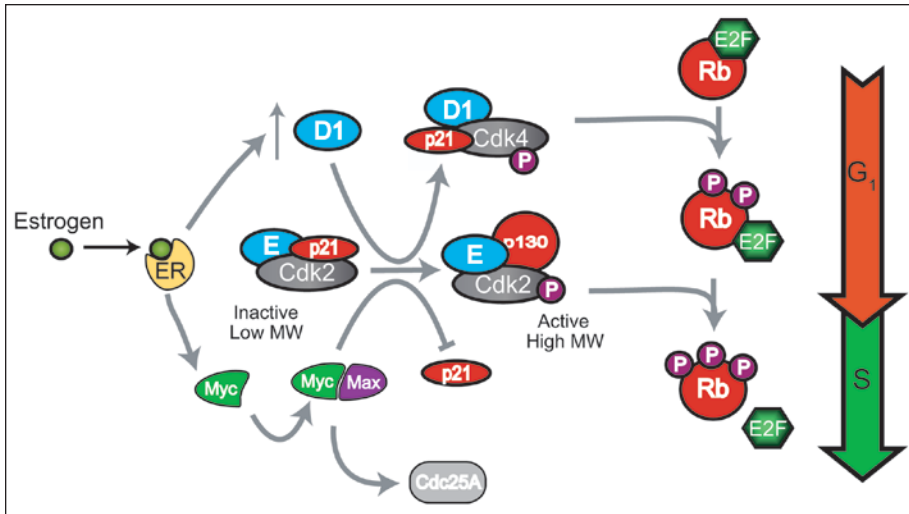 E2F
Rb
D1
D1
p21
Cdk4
P
G1
P
P
Rb
E2F
Estrogen
ER
E
p21
Cdk2
E
p130
Cdk2
P
Inactive
Low MW
Active
High MW
Myc
Myc
Max
p21
P
P
P
Rb
E2F
S
Cdc25A